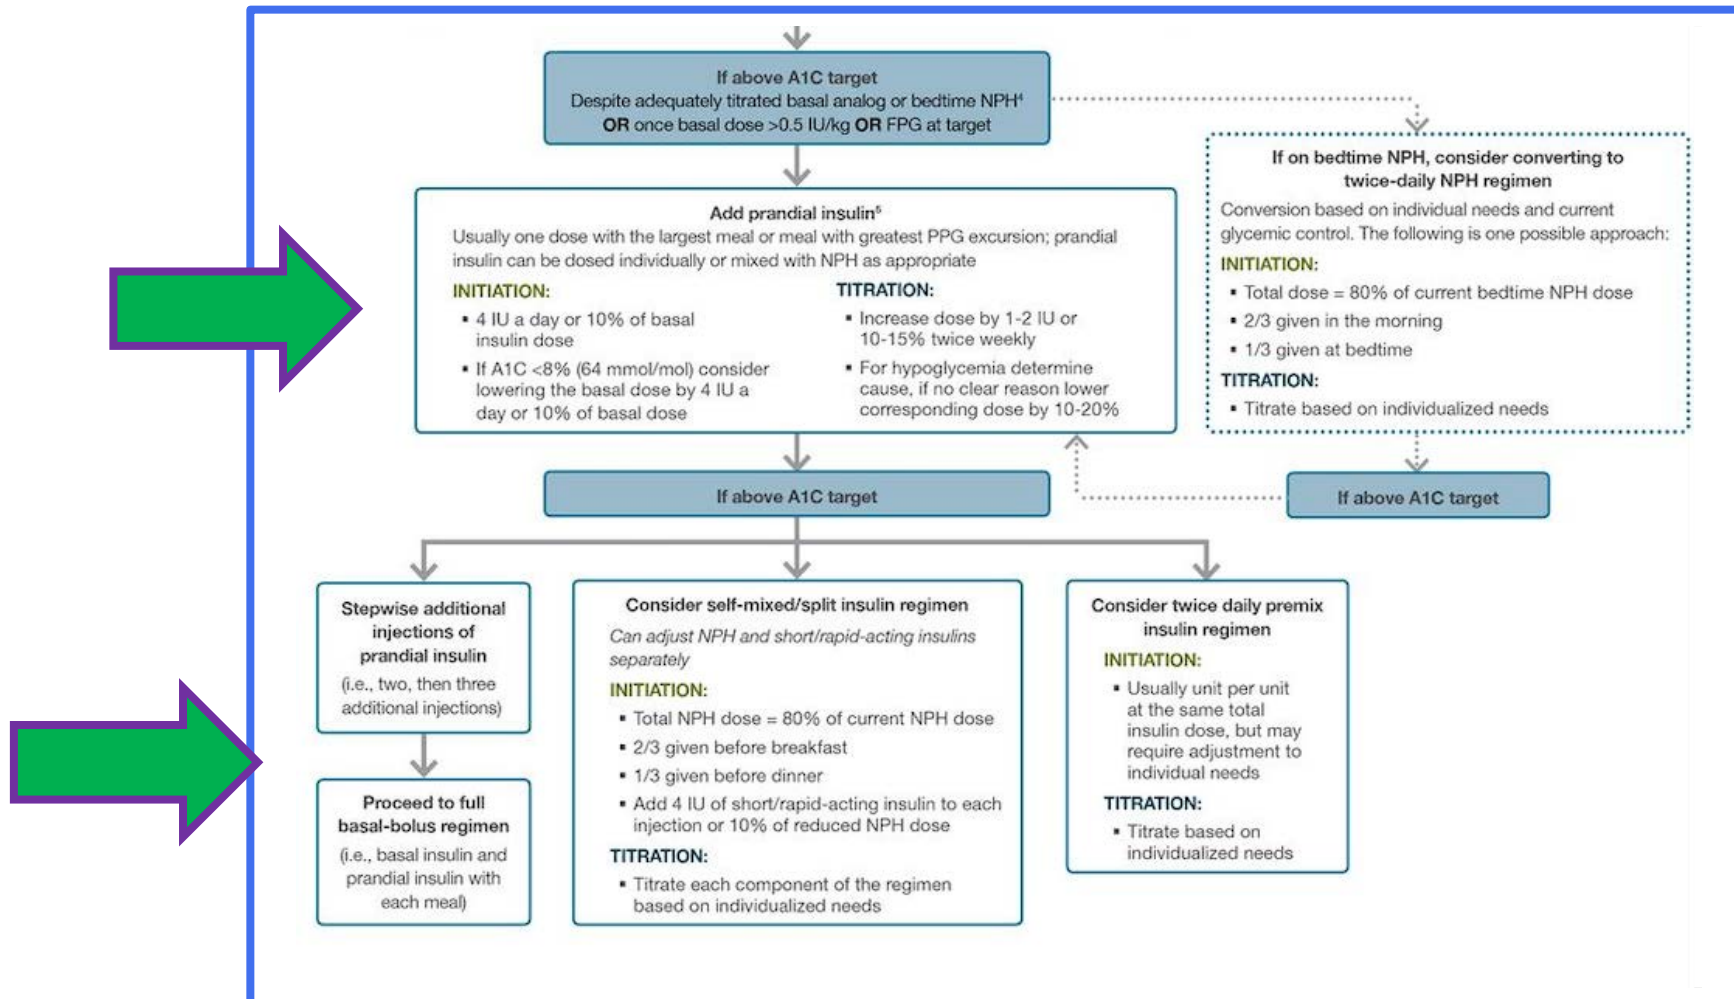 If above A1C target
Despite adequately titrated basal analog or bedtime NPH⁴
OR once basal dose >0.5 IU/kg OR FPG at target
If on bedtime NPH, consider converting to
twice-daily NPH regimen
Conversion based on individual needs and current
glycemic control. The following is one possible approach:
INITIATION:
▪ Total dose = 80% of current bedtime NPH dose
▪ 2/3 given in the morning
▪ 1/3 given at bedtime
TITRATION:
▪ Titrate based on individualized needs
Add prandial insulin⁵
Usually one dose with the largest meal or meal with greatest PPG excursion; prandial
insulin can be dosed individually or mixed with NPH as appropriate
INITIATION:
▪ 4 IU a day or 10% of basal
insulin dose
▪ If A1C <8% (64 mmol/mol) consider
lowering the basal dose by 4 IU a
day or 10% of basal dose
TITRATION:
▪ Increase dose by 1-2 IU or
10-15% twice weekly
▪ For hypoglycemia determine
cause, if no clear reason lower
corresponding dose by 10-20%
If above A1C target
If above A1C target
Stepwise additional
injections of
prandial insulin
(i.e., two, then three
additional injections)
Proceed to full
basal-bolus regimen
(i.e., basal insulin and
prandial insulin with
each meal)
Consider self-mixed/split insulin regimen
Can adjust NPH and short/rapid-acting insulins
separately
INITIATION:
▪ Total NPH dose = 80% of current NPH dose
▪ 2/3 given before breakfast
▪ 1/3 given before dinner
▪ Add 4 IU of short/rapid-acting insulin to each
injection or 10% of reduced NPH dose
TITRATION:
▪ Titrate each component of the regimen
based on individualized needs
Consider twice daily premix
insulin regimen
INITIATION:
▪ Usually unit per unit
at the same total
insulin dose, but may
require adjustment to
individual needs
TITRATION:
▪ Titrate based on
individualized needs